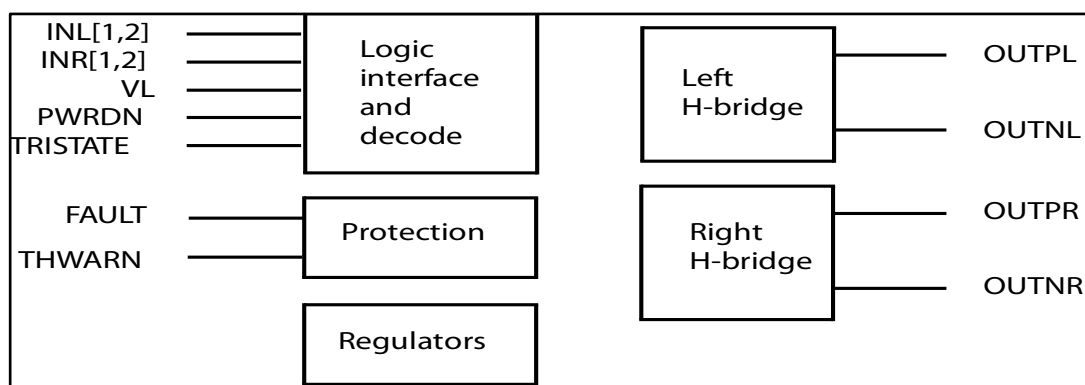 INL[1,2]
INR[1,2]
VL
PWRDN
TRISTATE
FAULT
THWARN
Logic
interface
and
decode
Protection
Regulators
Left
H-bridge
Right
H-bridge
OUTPL
OUTNL
OUTPR
OUTNR